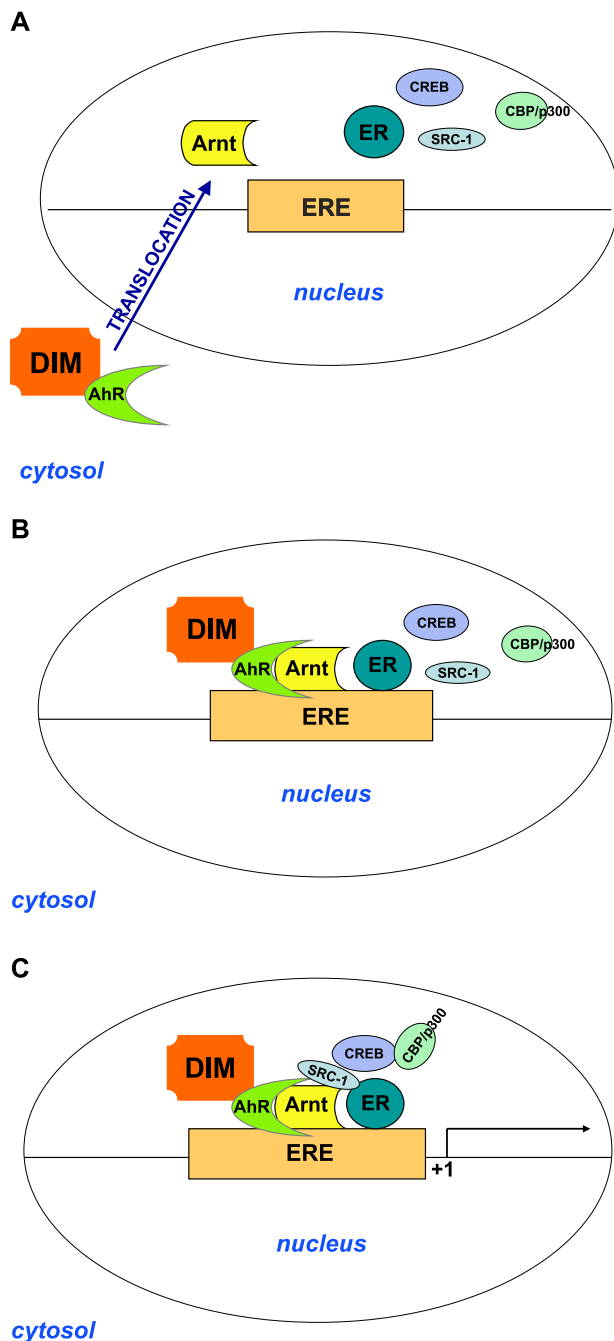 A
CREB
CBP/p300
Arnt
ER
SRC-1
ERE
TRANSLOCATION
nucleus
DIM
AhR
cytosol
B
CREB
DIM
CBP/p300
AhR
Arnt
ER
SRC-1
ERE
nucleus
cytosol
C
CBP/p300
CREB
DIM
SRC-1
AhR
Arnt
ER
ERE
+1
nucleus
cytosol